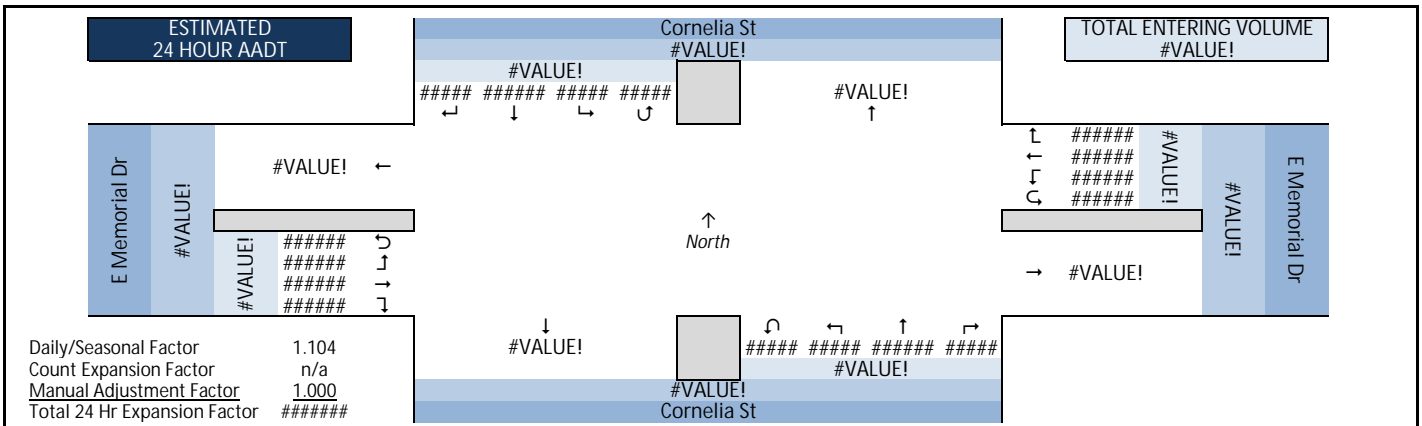 ESTIMATED
24 HOUR AADT
Cornelia St
#VALUE!
TOTAL ENTERING VOLUME
#VALUE!
#VALUE!
##### ###### ##### #####
↵ ↓ ↳ ↺
#VALUE!
↑
E Memorial Dr
#VALUE!
#VALUE! ←
↑
North
↱ ######
← ######
↲ ######
↺ ######
#VALUE!
#VALUE!
E Memorial Dr
#VALUE!
###### ↺
###### ↰
###### →
###### ↴
→ #VALUE!
↓
#VALUE!
↺ ↰ ↑ ↱
##### ##### ###### #####
#VALUE!
#VALUE!
Cornelia St
Daily/Seasonal Factor 1.104
Count Expansion Factor n/a
Manual Adjustment Factor 1.000
Total 24 Hr Expansion Factor #######